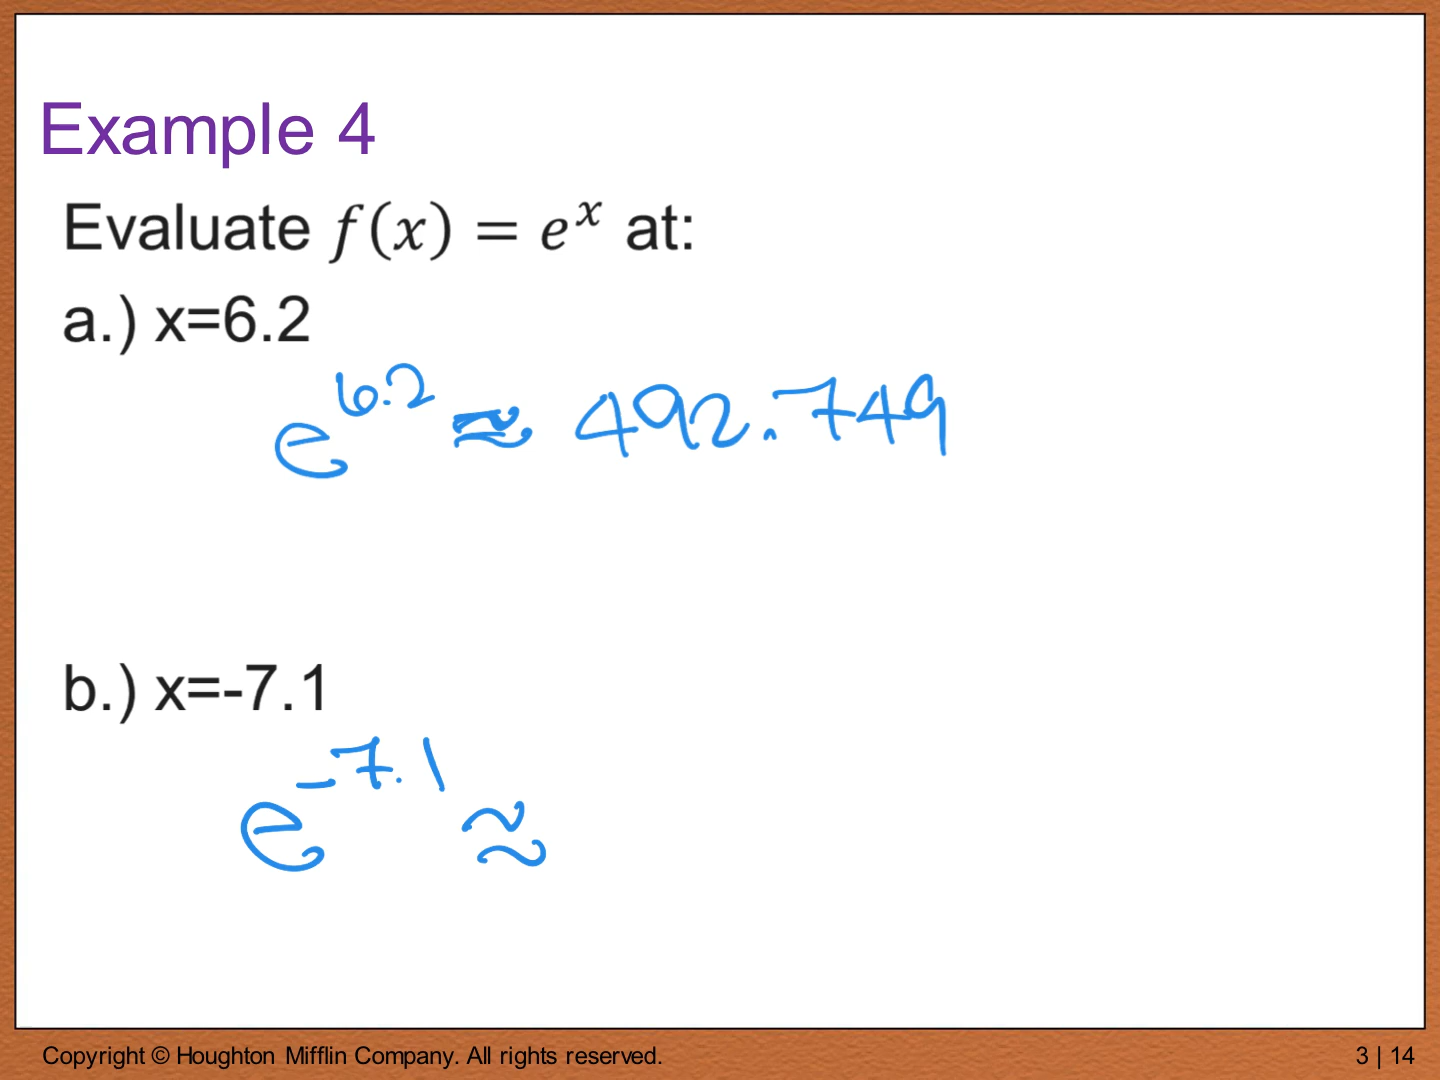 Example 4
Evaluate f(x) = eˣ at:
a.) x=6.2
e^6.2 ≈ 492.749
b.) x=-7.1
e^-7.1 ≈
Copyright © Houghton Mifflin Company. All rights reserved.
3 | 14